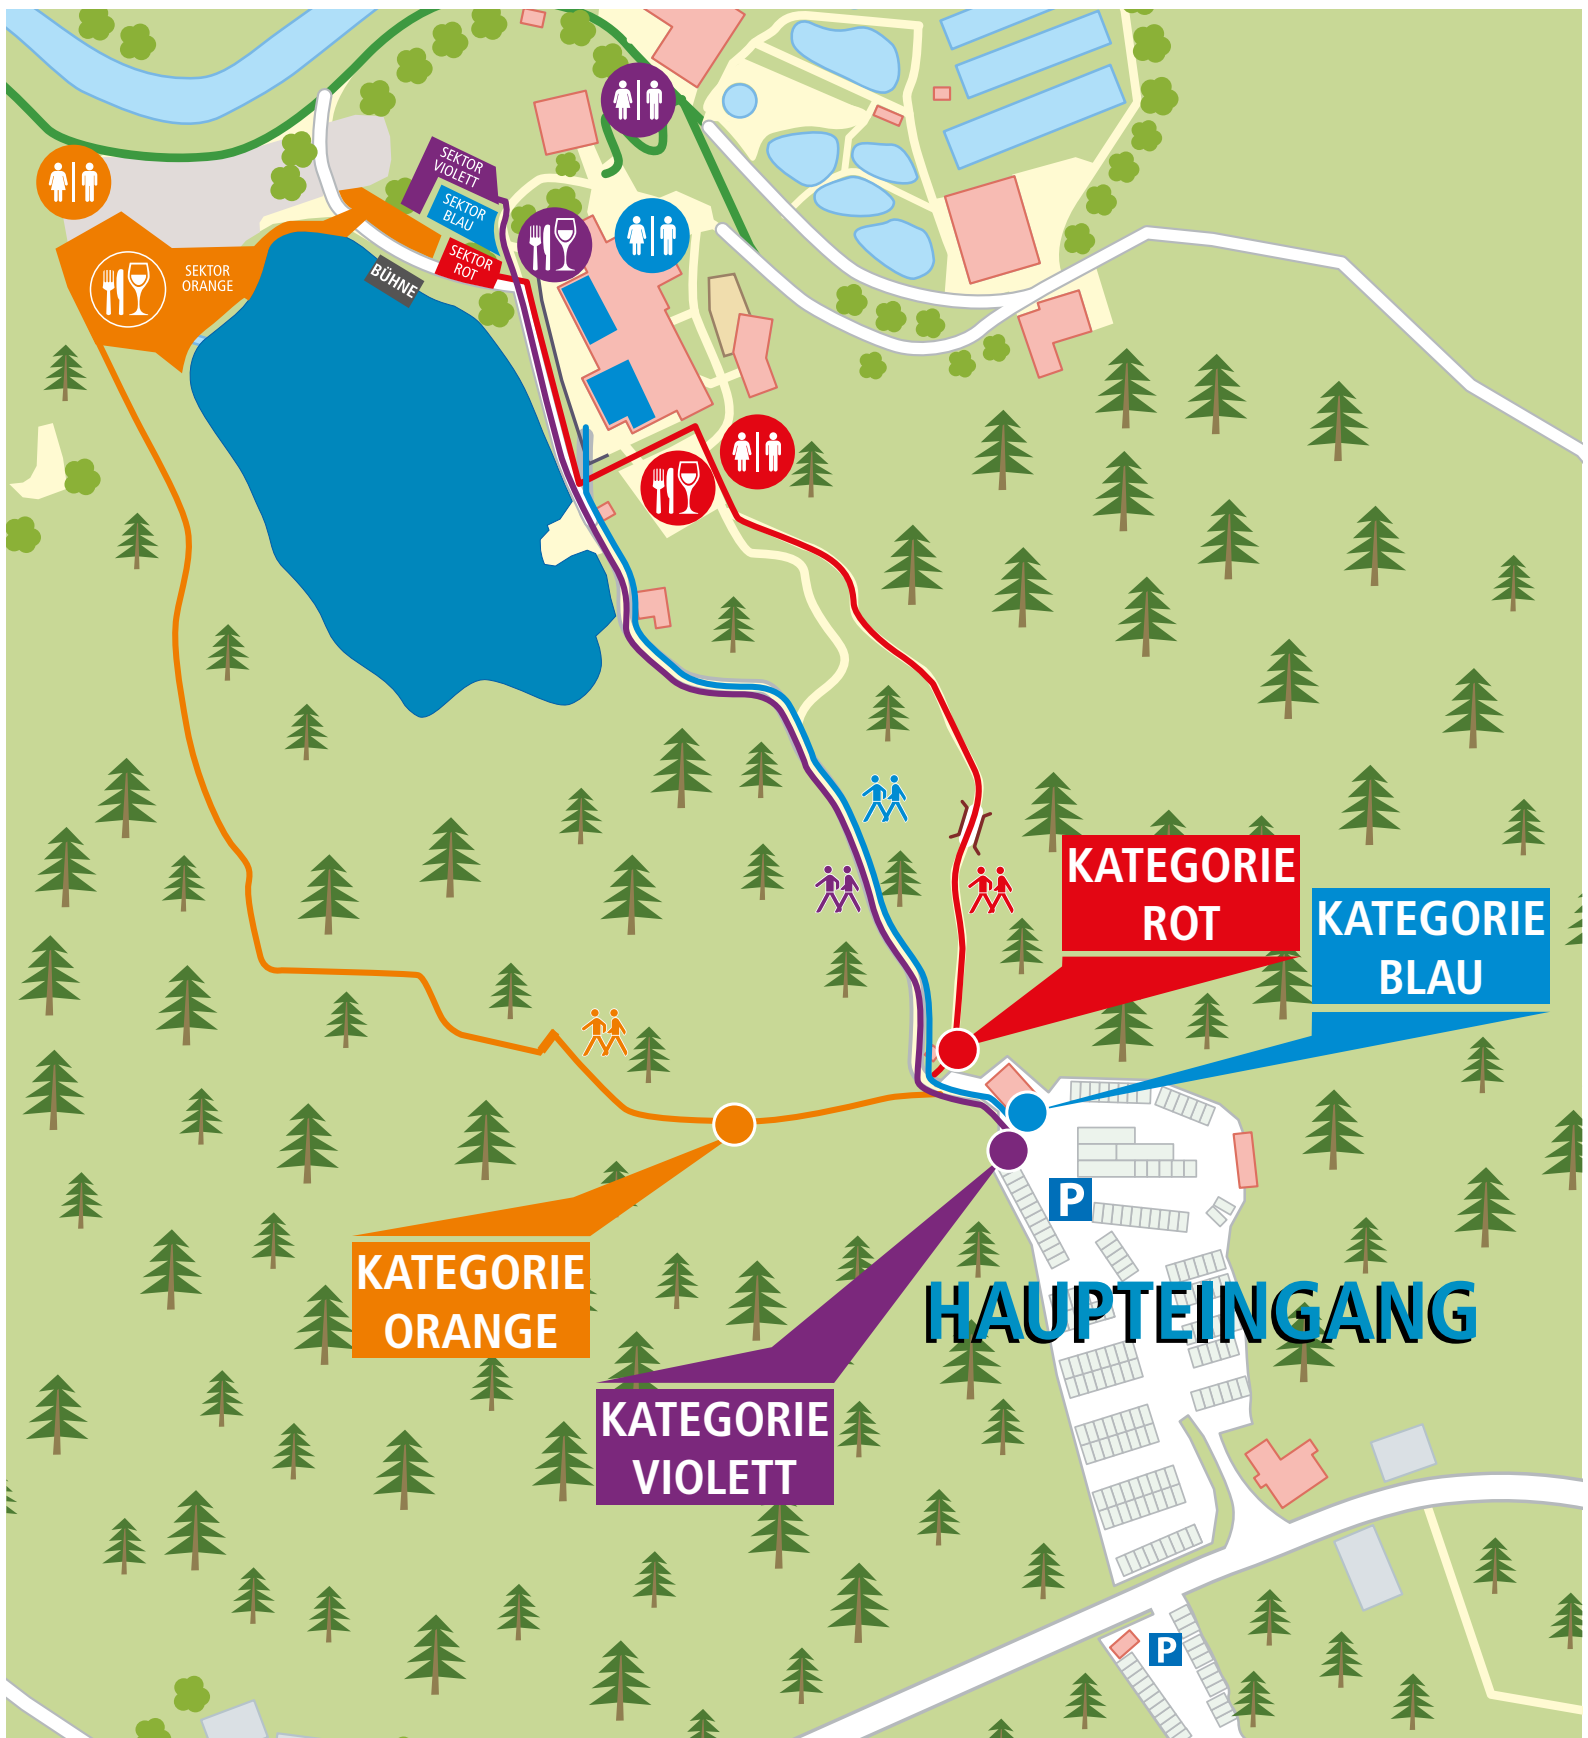 SEKTOR
VIOLETT
SEKTOR
BLAU
SEKTOR
ROT
SEKTOR
ORANGE
BÜHNE
KATEGORIE
ROT
KATEGORIE
BLAU
KATEGORIE
ORANGE
P
HAUPTEINGANG
KATEGORIE
VIOLETT
P